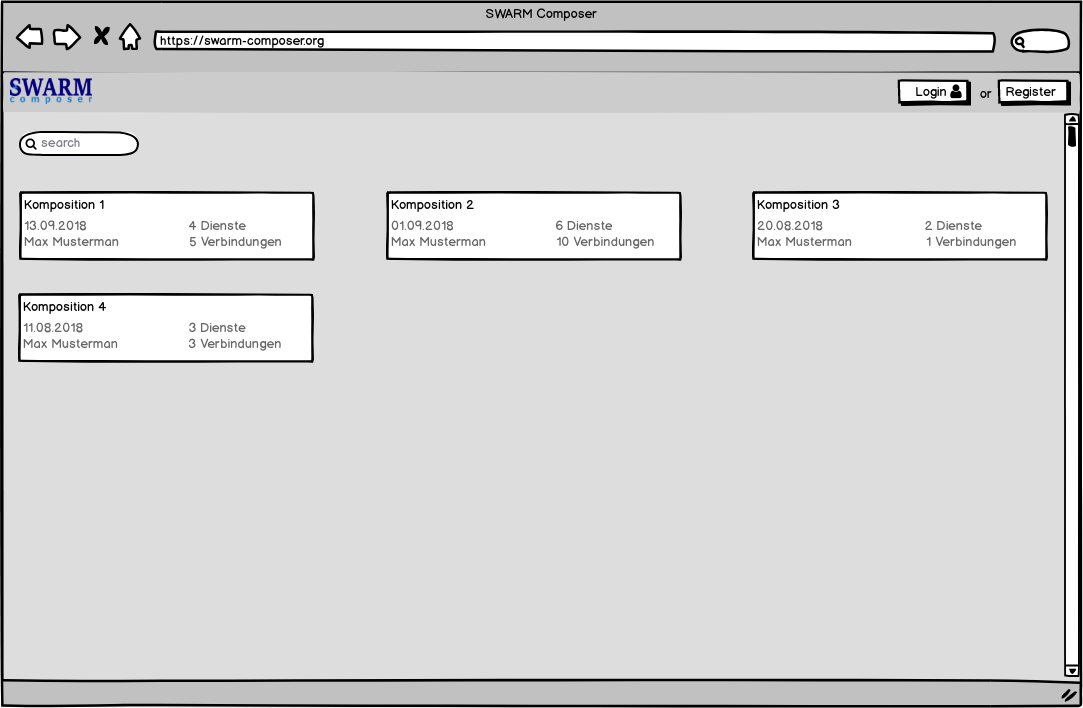 SWARM Composer
https://swarm-composer.org
SWARM
composer
Login or Register
search
Komposition 1
13.09.2018 4 Dienste
Max Musterman 5 Verbindungen
Komposition 2
01.09.2018 6 Dienste
Max Musterman 10 Verbindungen
Komposition 3
20.08.2018 2 Dienste
Max Musterman 1 Verbindungen
Komposition 4
11.08.2018 3 Dienste
Max Musterman 3 Verbindungen